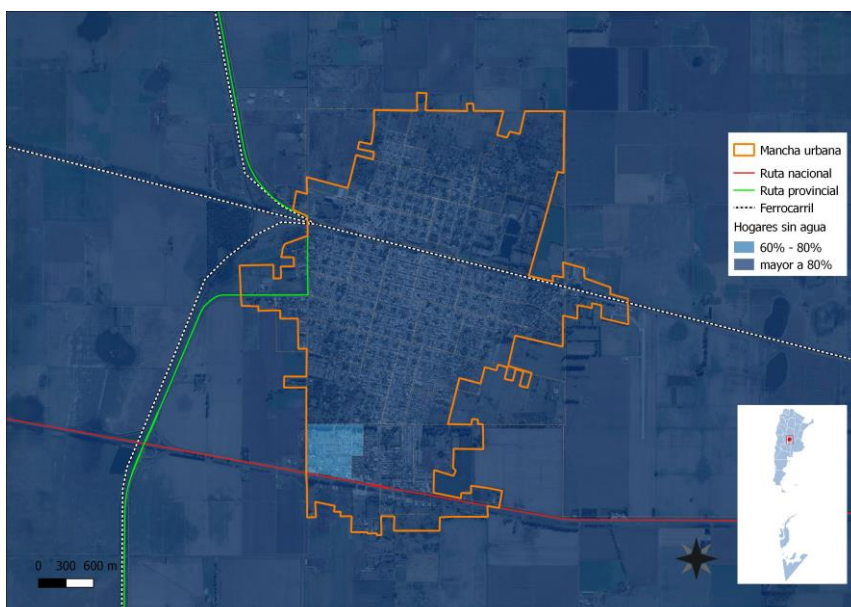 Mancha urbana
Ruta nacional
Ruta provincial
Ferrocarril
Hogares sin agua
60% - 80%
mayor a 80%
0 300 600 m